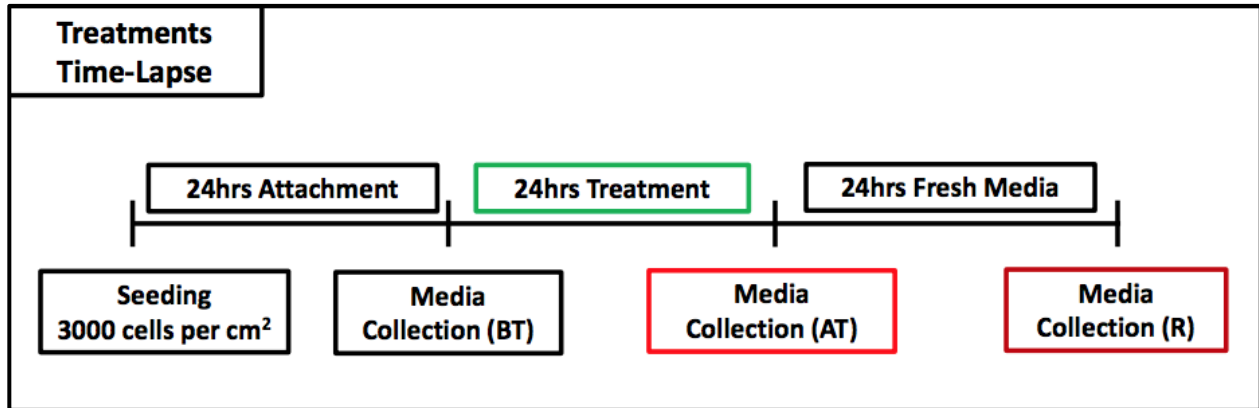 Treatments
Time-Lapse
24hrs Attachment
24hrs Treatment
24hrs Fresh Media
Seeding
3000 cells per cm²
Media
Collection (BT)
Media
Collection (AT)
Media
Collection (R)